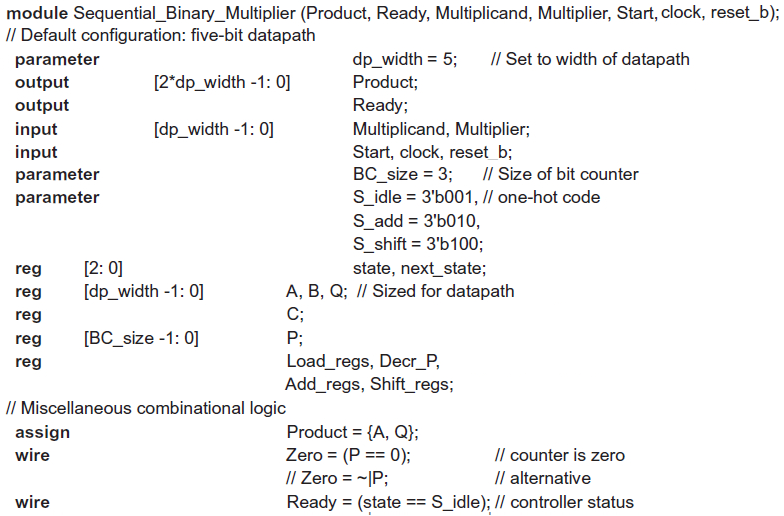 module Sequential_Binary_Multiplier (Product, Ready, Multiplicand, Multiplier, Start, clock, reset_b);
// Default configuration: five-bit datapath
parameter dp_width = 5; // Set to width of datapath
output [2*dp_width -1: 0] Product;
output Ready;
input [dp_width -1: 0] Multiplicand, Multiplier;
input Start, clock, reset_b;
parameter BC_size = 3; // Size of bit counter
parameter S_idle = 3'b001, // one-hot code
S_add = 3'b010,
S_shift = 3'b100;
reg [2: 0] state, next_state;
reg [dp_width -1: 0] A, B, Q; // Sized for datapath
reg C;
reg [BC_size -1: 0] P;
reg Load_regs, Decr_P,
Add_regs, Shift_regs;
// Miscellaneous combinational logic
assign Product = {A, Q};
wire Zero = (P == 0); // counter is zero
// Zero = ~|P; // alternative
wire Ready = (state == S_idle); // controller status